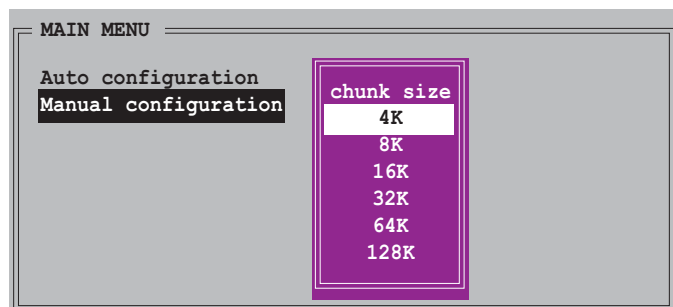 MAIN MENU
Auto configuration
Manual configuration
chunk size
4K
8K
16K
32K
64K
128K